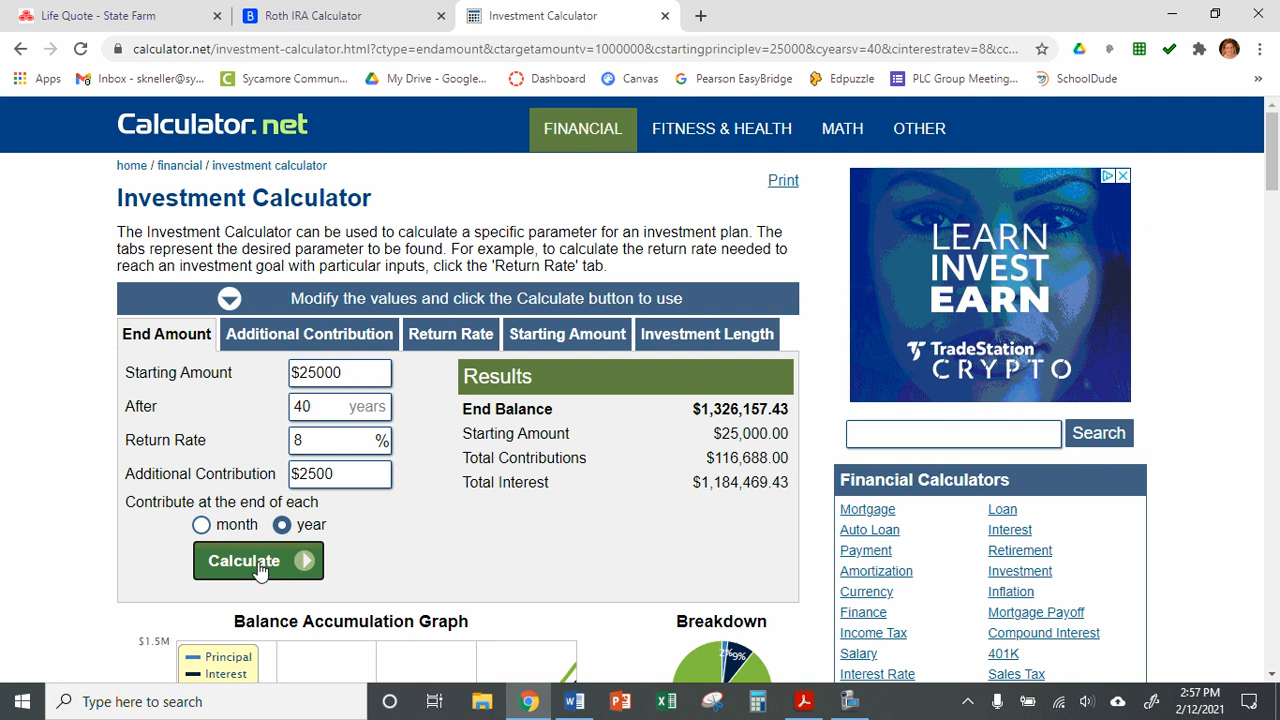 Life Quote - State Farm
Roth IRA Calculator
Investment Calculator
calculator.net/investment-calculator.html?ctype=endamount&ctargetamountv=1000000&cstartingprinciplev=25000&cyearsv=40&cinterestratev=8&cc...
Apps
Inbox - skneller@sy...
Sycamore Commun...
My Drive - Google...
Dashboard
Canvas
Pearson EasyBridge
Edpuzzle
PLC Group Meeting...
SchoolDude
»
Calculator.net
FINANCIAL
FITNESS & HEALTH
MATH
OTHER
home / financial / investment calculator
Print
Investment Calculator
The Investment Calculator can be used to calculate a specific parameter for an investment plan. The
tabs represent the desired parameter to be found. For example, to calculate the return rate needed to
reach an investment goal with particular inputs, click the 'Return Rate' tab.
Modify the values and click the Calculate button to use
End Amount
Additional Contribution
Return Rate
Starting Amount
Investment Length
Starting Amount
$25000
After
40 years
Return Rate
8 %
Additional Contribution
$2500
Contribute at the end of each
month
year
Calculate
Results
End Balance $1,326,157.43
Starting Amount $25,000.00
Total Contributions $116,688.00
Total Interest $1,184,469.43
Balance Accumulation Graph
$1.5M
Principal
Interest
Breakdown
2%
9%
LEARN
INVEST
EARN
TradeStation
CRYPTO
Search
Financial Calculators
Mortgage
Loan
Auto Loan
Interest
Payment
Retirement
Amortization
Investment
Currency
Inflation
Finance
Mortgage Payoff
Income Tax
Compound Interest
Salary
401K
Interest Rate
Sales Tax
Type here to search
2:57 PM
2/12/2021